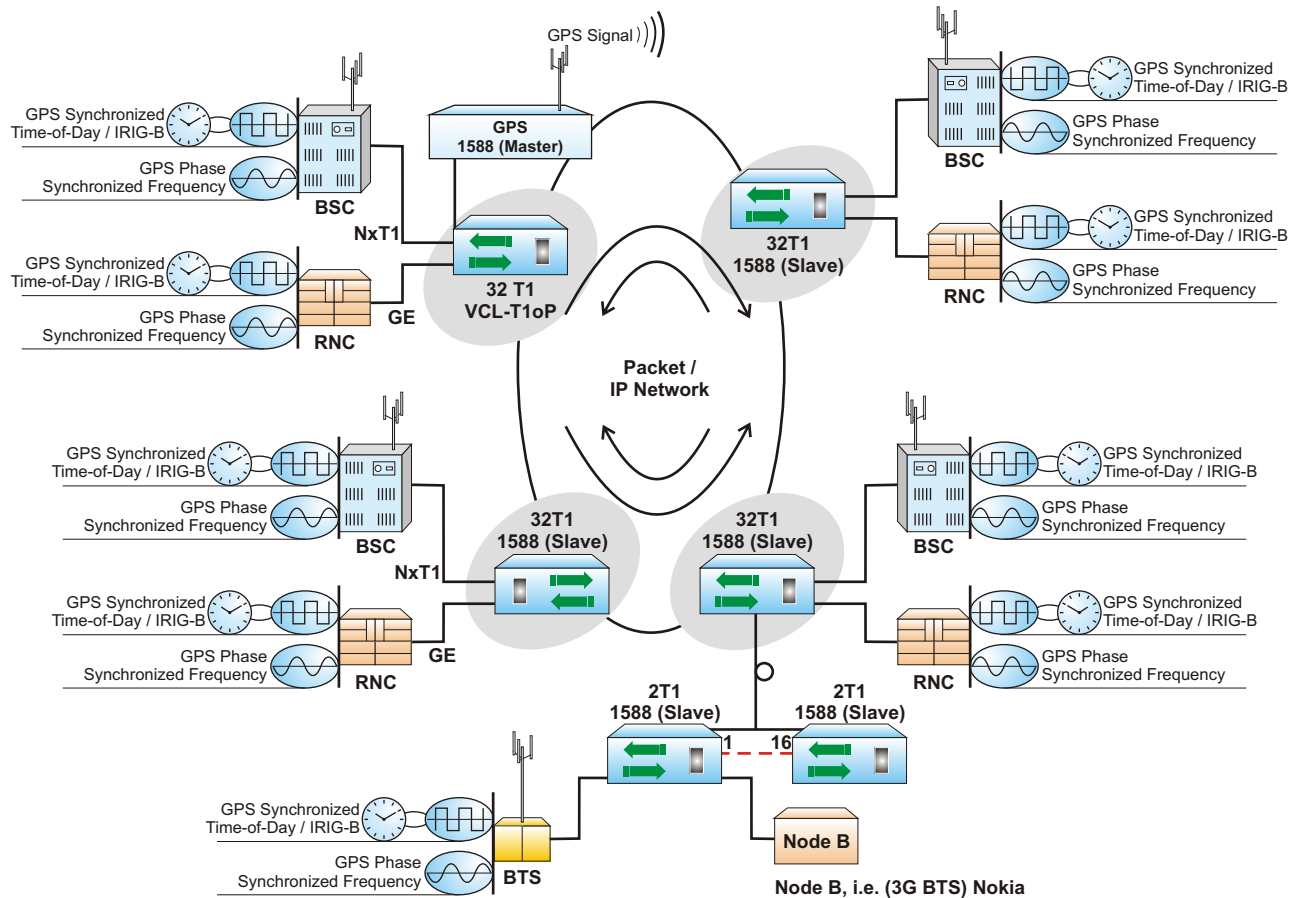 GPS Signal
GPS Synchronized
Time-of-Day / IRIG-B
GPS Phase
Synchronized Frequency
BSC
GPS
1588 (Master)
GPS Synchronized
Time-of-Day / IRIG-B
GPS Phase
Synchronized Frequency
BSC
NxT1
32 T1
VCL-T1oP
GPS Synchronized
Time-of-Day / IRIG-B
GPS Phase
Synchronized Frequency
RNC
GE
32T1
1588 (Slave)
GPS Synchronized
Time-of-Day / IRIG-B
GPS Phase
Synchronized Frequency
RNC
Packet /
IP Network
GPS Synchronized
Time-of-Day / IRIG-B
GPS Phase
Synchronized Frequency
BSC
NxT1
32T1
1588 (Slave)
32T1
1588 (Slave)
GPS Synchronized
Time-of-Day / IRIG-B
GPS Phase
Synchronized Frequency
BSC
GPS Synchronized
Time-of-Day / IRIG-B
GPS Phase
Synchronized Frequency
RNC
GE
GPS Synchronized
Time-of-Day / IRIG-B
GPS Phase
Synchronized Frequency
RNC
2T1
1588 (Slave)
2T1
1588 (Slave)
1
16
GPS Synchronized
Time-of-Day / IRIG-B
GPS Phase
Synchronized Frequency
BTS
Node B
Node B, i.e. (3G BTS) Nokia